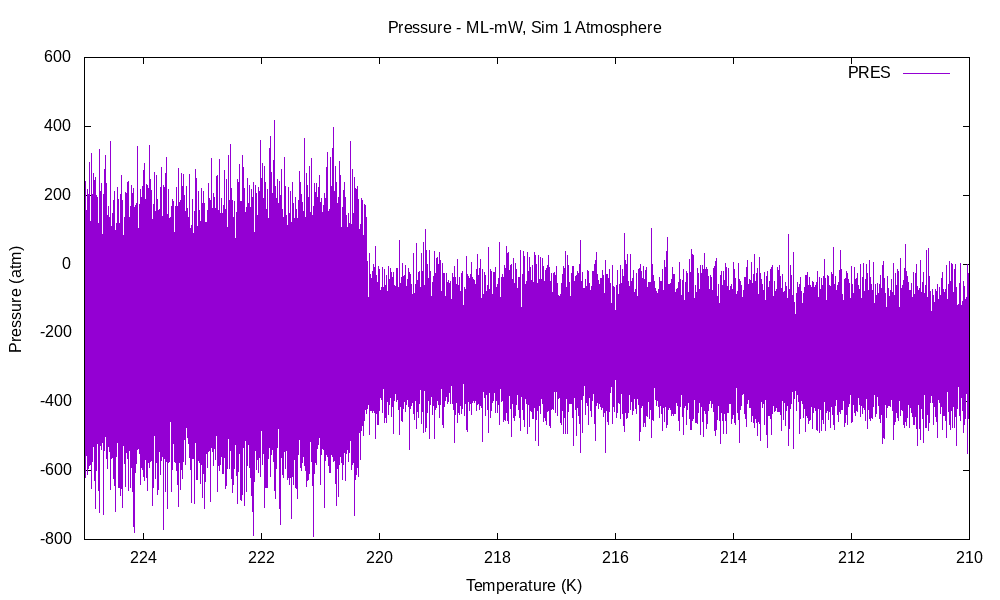 Pressure - ML-mW, Sim 1 Atmosphere
PRES
600
400
200
0
-200
-400
-600
-800
Pressure (atm)
224 222 220 218 216 214 212 210
Temperature (K)